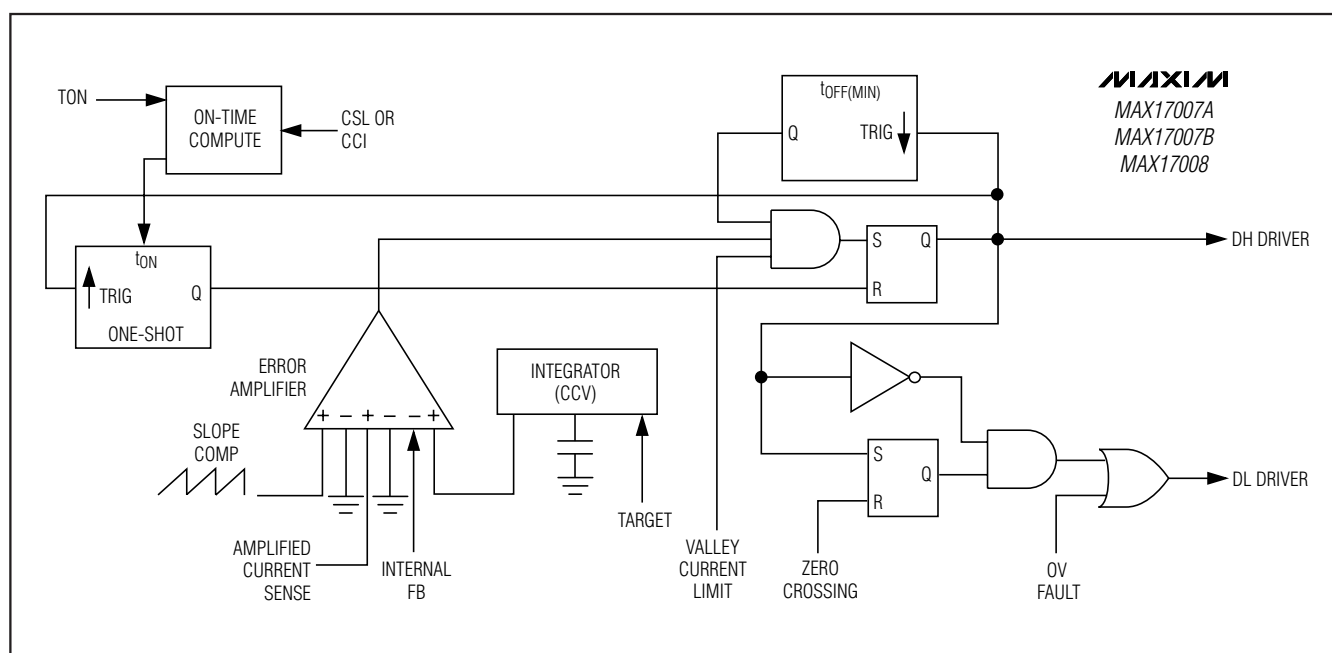 MAXIM
MAX17007A
MAX17007B
MAX17008
TON
ON-TIME
COMPUTE
CSL OR
CCI
tOFF(MIN)
Q
TRIG
tON
TRIG
Q
ONE-SHOT
S
Q
R
DH DRIVER
ERROR
AMPLIFIER
+ − + − − +
INTEGRATOR
(CCV)
SLOPE
COMP
AMPLIFIED
CURRENT
SENSE
INTERNAL
FB
TARGET
VALLEY
CURRENT
LIMIT
S
Q
R
ZERO
CROSSING
OV
FAULT
DL DRIVER